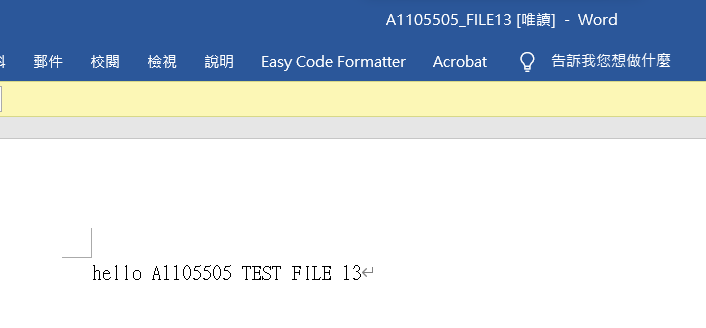 A1105505_FILE13 [唯讀] - Word
郵件 校閱 檢視 說明 Easy Code Formatter Acrobat 告訴我您想做什麼
hello A1105505 TEST FILE 13